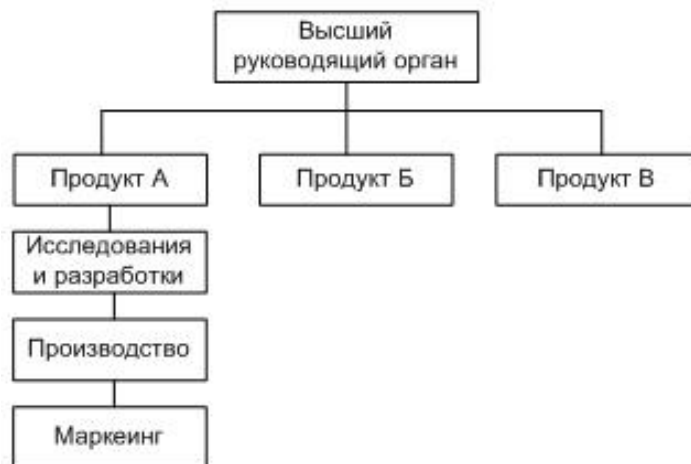 Высший
руководящий орган
Продукт А
Продукт Б
Продукт В
Исследования
и разработки
Производство
Маркеинг